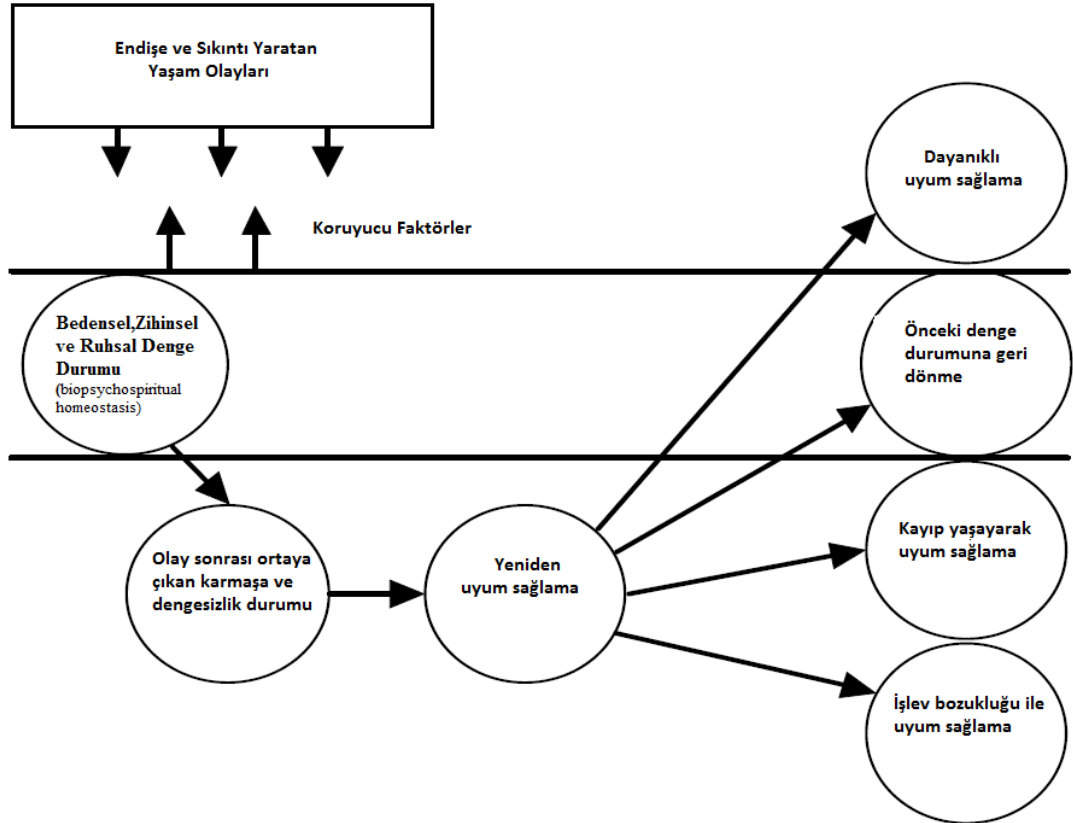 Endişe ve Sıkıntı Yaratan
Yaşam Olayları
Dayanıklı
uyum sağlama
Koruyucu Faktörler
Bedensel,Zihinsel
ve Ruhsal Denge
Durumu
(biopsychospiritual
homeostasis)
Önceki denge
durumuna geri
dönme
Olay sonrası ortaya
çıkan karmaşa ve
dengesizlik durumu
Yeniden
uyum sağlama
Kayıp yaşayarak
uyum sağlama
İşlev bozukluğu ile
uyum sağlama